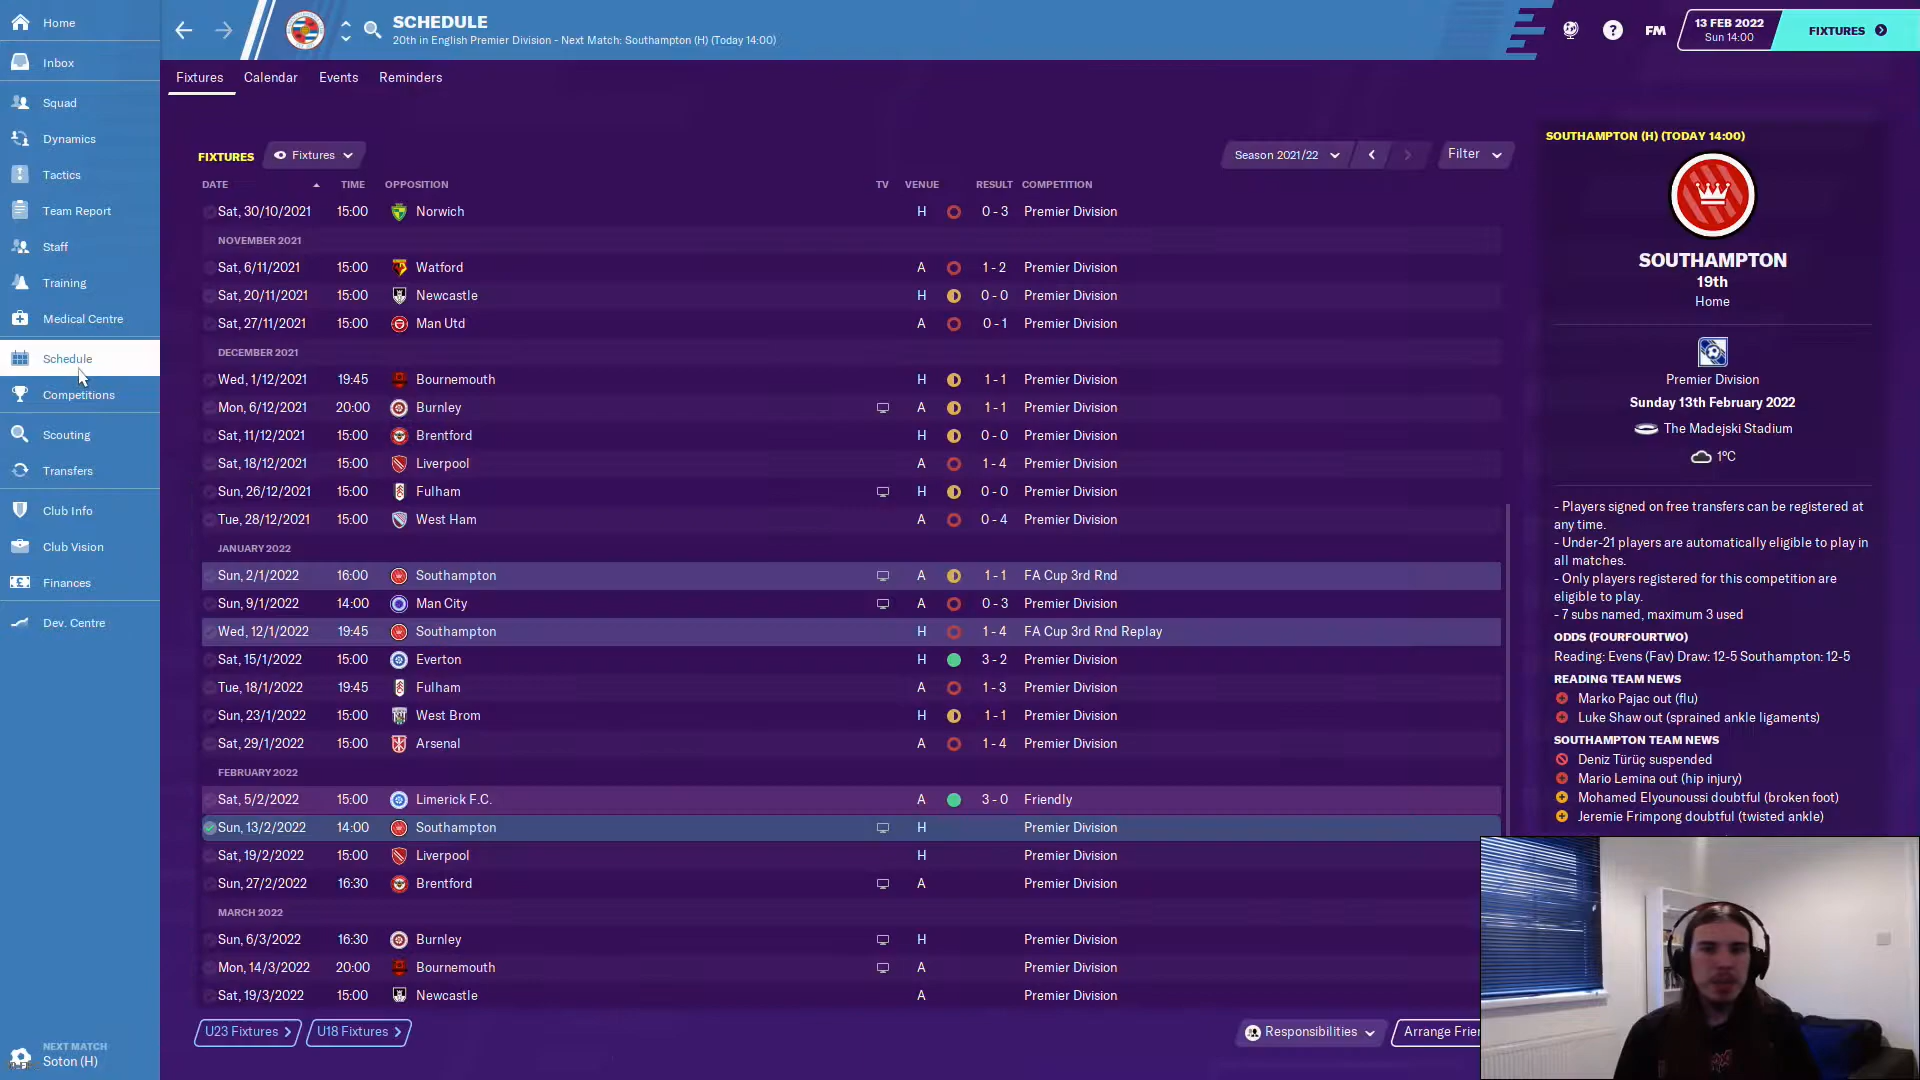 Home
Inbox
Squad
Dynamics
Tactics
Team Report
Staff
Training
Medical Centre
Schedule
Competitions
Scouting
Transfers
Club Info
Club Vision
Finances
Dev. Centre
NEXT MATCH
Soton (H)
SCHEDULE
20th in English Premier Division - Next Match: Southampton (H) (Today 14:00)
FM
13 FEB 2022
Sun 14:00
FIXTURES
Fixtures Calendar Events Reminders
FIXTURES Fixtures Season 2021/22 Filter
DATE TIME OPPOSITION TV VENUE RESULT COMPETITION
Sat, 30/10/2021 15:00 Norwich H 0 - 3 Premier Division
NOVEMBER 2021
Sat, 6/11/2021 15:00 Watford A 1 - 2 Premier Division
Sat, 20/11/2021 15:00 Newcastle H 0 - 0 Premier Division
Sat, 27/11/2021 15:00 Man Utd A 0 - 1 Premier Division
DECEMBER 2021
Wed, 1/12/2021 19:45 Bournemouth H 1 - 1 Premier Division
Mon, 6/12/2021 20:00 Burnley A 1 - 1 Premier Division
Sat, 11/12/2021 15:00 Brentford H 0 - 0 Premier Division
Sat, 18/12/2021 15:00 Liverpool A 1 - 4 Premier Division
Sun, 26/12/2021 15:00 Fulham H 0 - 0 Premier Division
Tue, 28/12/2021 15:00 West Ham A 0 - 4 Premier Division
JANUARY 2022
Sun, 2/1/2022 16:00 Southampton A 1 - 1 FA Cup 3rd Rnd
Sun, 9/1/2022 14:00 Man City A 0 - 3 Premier Division
Wed, 12/1/2022 19:45 Southampton H 1 - 4 FA Cup 3rd Rnd Replay
Sat, 15/1/2022 15:00 Everton H 3 - 2 Premier Division
Tue, 18/1/2022 19:45 Fulham A 1 - 3 Premier Division
Sun, 23/1/2022 15:00 West Brom H 1 - 1 Premier Division
Sat, 29/1/2022 15:00 Arsenal A 1 - 4 Premier Division
FEBRUARY 2022
Sat, 5/2/2022 15:00 Limerick F.C. A 3 - 0 Friendly
Sun, 13/2/2022 14:00 Southampton H Premier Division
Sat, 19/2/2022 15:00 Liverpool H Premier Division
Sun, 27/2/2022 16:30 Brentford A Premier Division
MARCH 2022
Sun, 6/3/2022 16:30 Burnley H Premier Division
Mon, 14/3/2022 20:00 Bournemouth A Premier Division
Sat, 19/3/2022 15:00 Newcastle A Premier Division
U23 Fixtures U18 Fixtures Responsibilities Arrange Frien
SOUTHAMPTON (H) (TODAY 14:00)
SOUTHAMPTON
19th
Home
Premier Division
Sunday 13th February 2022
The Madejski Stadium
1°C
- Players signed on free transfers can be registered at
any time.
- Under-21 players are automatically eligible to play in
all matches.
- Only players registered for this competition are
eligible to play.
- 7 subs named, maximum 3 used
ODDS (FOURFOURTWO)
Reading: Evens (Fav) Draw: 12-5 Southampton: 12-5
READING TEAM NEWS
Marko Pajac out (flu)
Luke Shaw out (sprained ankle ligaments)
SOUTHAMPTON TEAM NEWS
Deniz Türüç suspended
Mario Lemina out (hip injury)
Mohamed Elyounoussi doubtful (broken foot)
Jeremie Frimpong doubtful (twisted ankle)